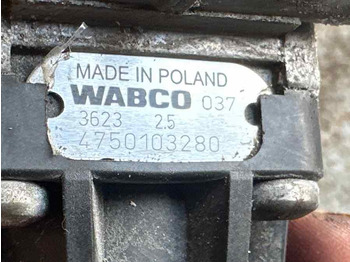 MADE IN POLAND
WABCO 037
3623 2.5
4750103280